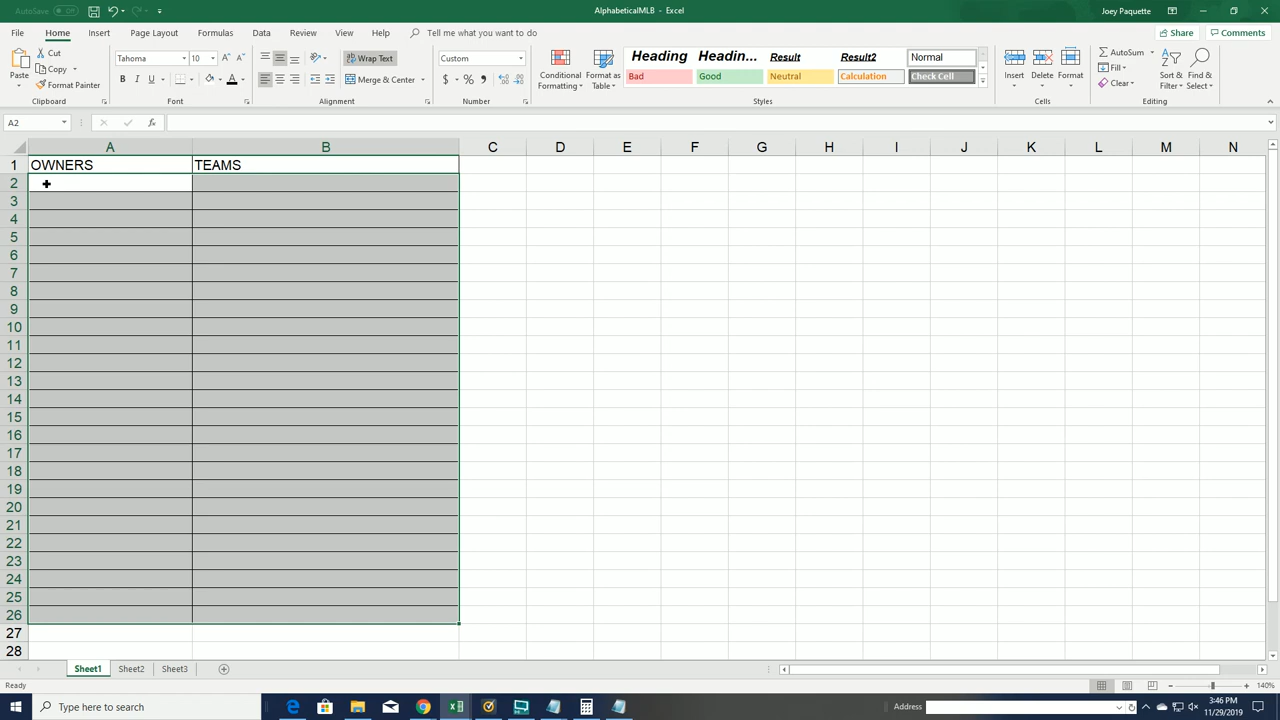 AutoSave Off
AlphabeticalMLB - Excel
Joey Paquette
File Home Insert Page Layout Formulas Data Review View Help Tell me what you want to do
Share Comments
Paste
Cut
Copy
Format Painter
Clipboard
Tahoma 10
B I U
Font
Wrap Text
Merge & Center
Alignment
Custom
$ % 9
Number
Conditional Formatting
Format as Table
Heading Headin... Result Result2 Normal
Bad Good Neutral Calculation Check Cell
Styles
Insert Delete Format
Cells
AutoSum
Fill
Clear
Sort & Filter
Find & Select
Editing
A2
fx
A B C D E F G H I J K L M N
1 OWNERS TEAMS
2
3
4
5
6
7
8
9
10
11
12
13
14
15
16
17
18
19
20
21
22
23
24
25
26
27
28
Sheet1 Sheet2 Sheet3
Ready
140%
Type here to search
Address
3:46 PM
11/29/2019